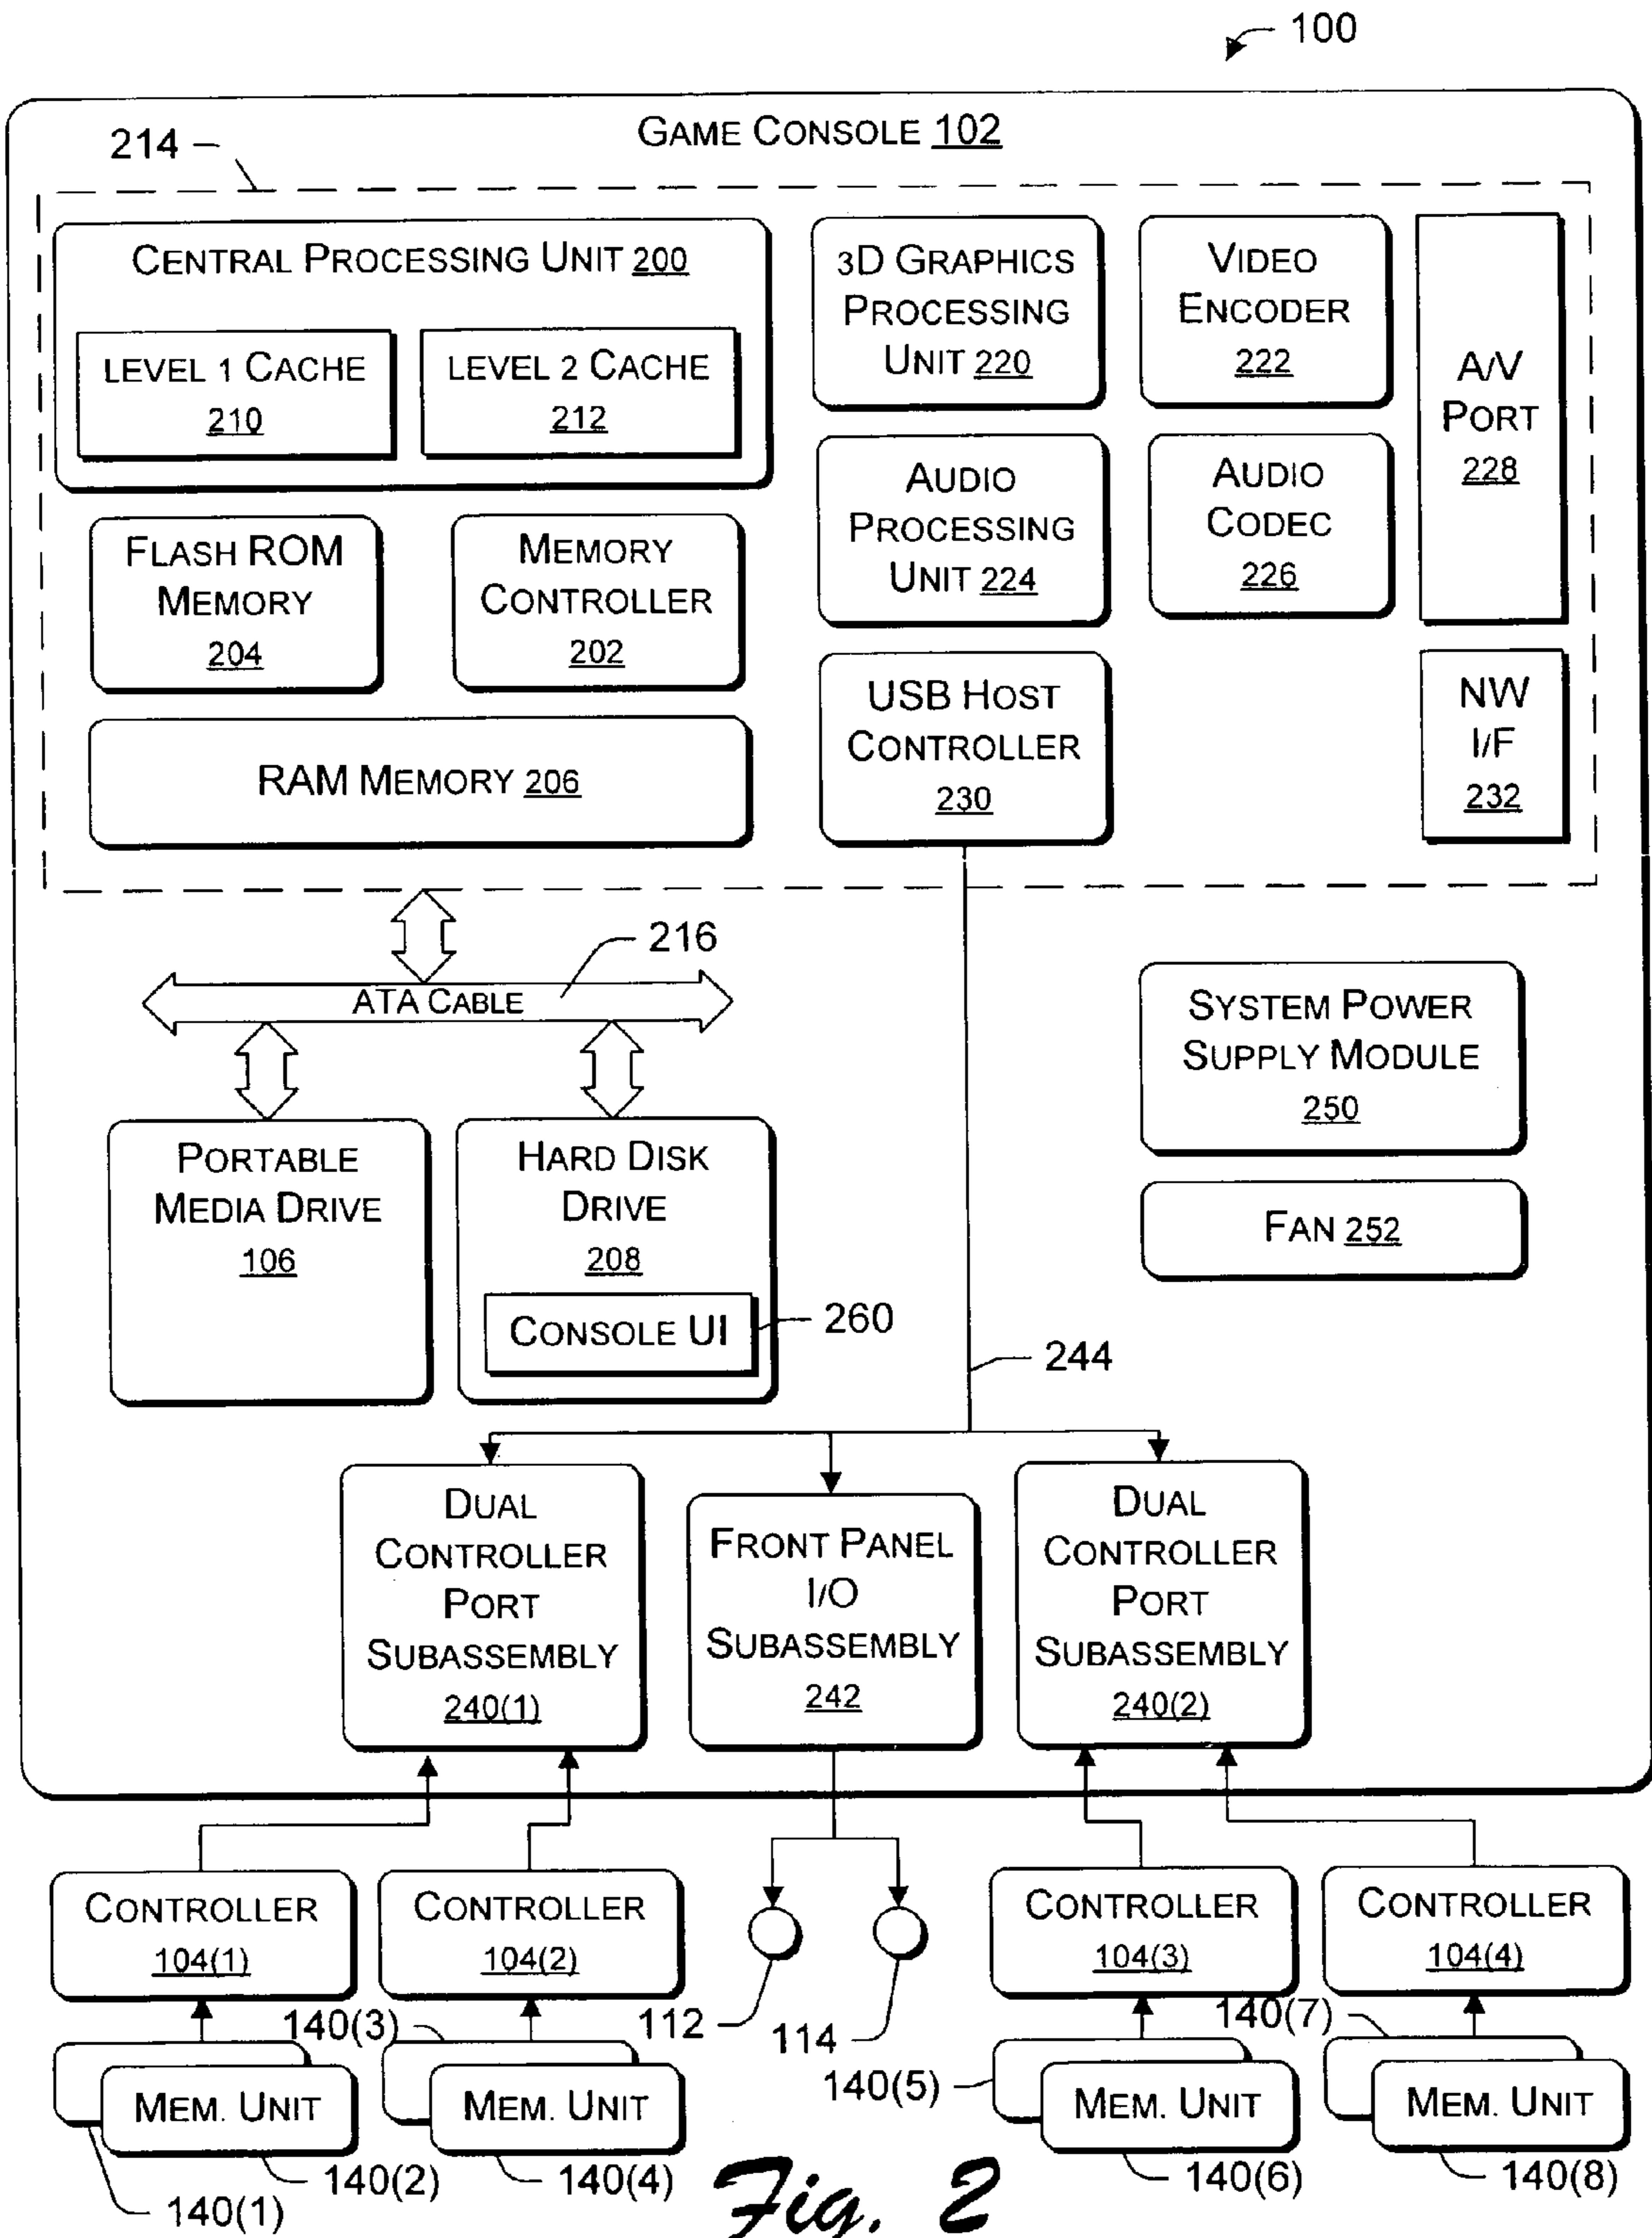 100
GAME CONSOLE 102
214
CENTRAL PROCESSING UNIT 200
LEVEL 1 CACHE
210
LEVEL 2 CACHE
212
3D GRAPHICS
PROCESSING
UNIT 220
VIDEO
ENCODER
222
A/V
PORT
228
FLASH ROM
MEMORY
204
MEMORY
CONTROLLER
202
AUDIO
PROCESSING
UNIT 224
AUDIO
CODEC
226
RAM MEMORY 206
USB HOST
CONTROLLER
230
NW
I/F
232
216
ATA CABLE
SYSTEM POWER
SUPPLY MODULE
250
PORTABLE
MEDIA DRIVE
106
HARD DISK
DRIVE
208
CONSOLE UI
260
FAN 252
244
DUAL
CONTROLLER
PORT
SUBASSEMBLY
240(1)
FRONT PANEL
I/O
SUBASSEMBLY
242
DUAL
CONTROLLER
PORT
SUBASSEMBLY
240(2)
CONTROLLER
104(1)
CONTROLLER
104(2)
CONTROLLER
104(3)
CONTROLLER
104(4)
140(3)
112
114
140(7)
140(5)
MEM. UNIT
MEM. UNIT
MEM. UNIT
MEM. UNIT
140(1)
140(2)
140(4)
140(6)
140(8)
Fig. 2